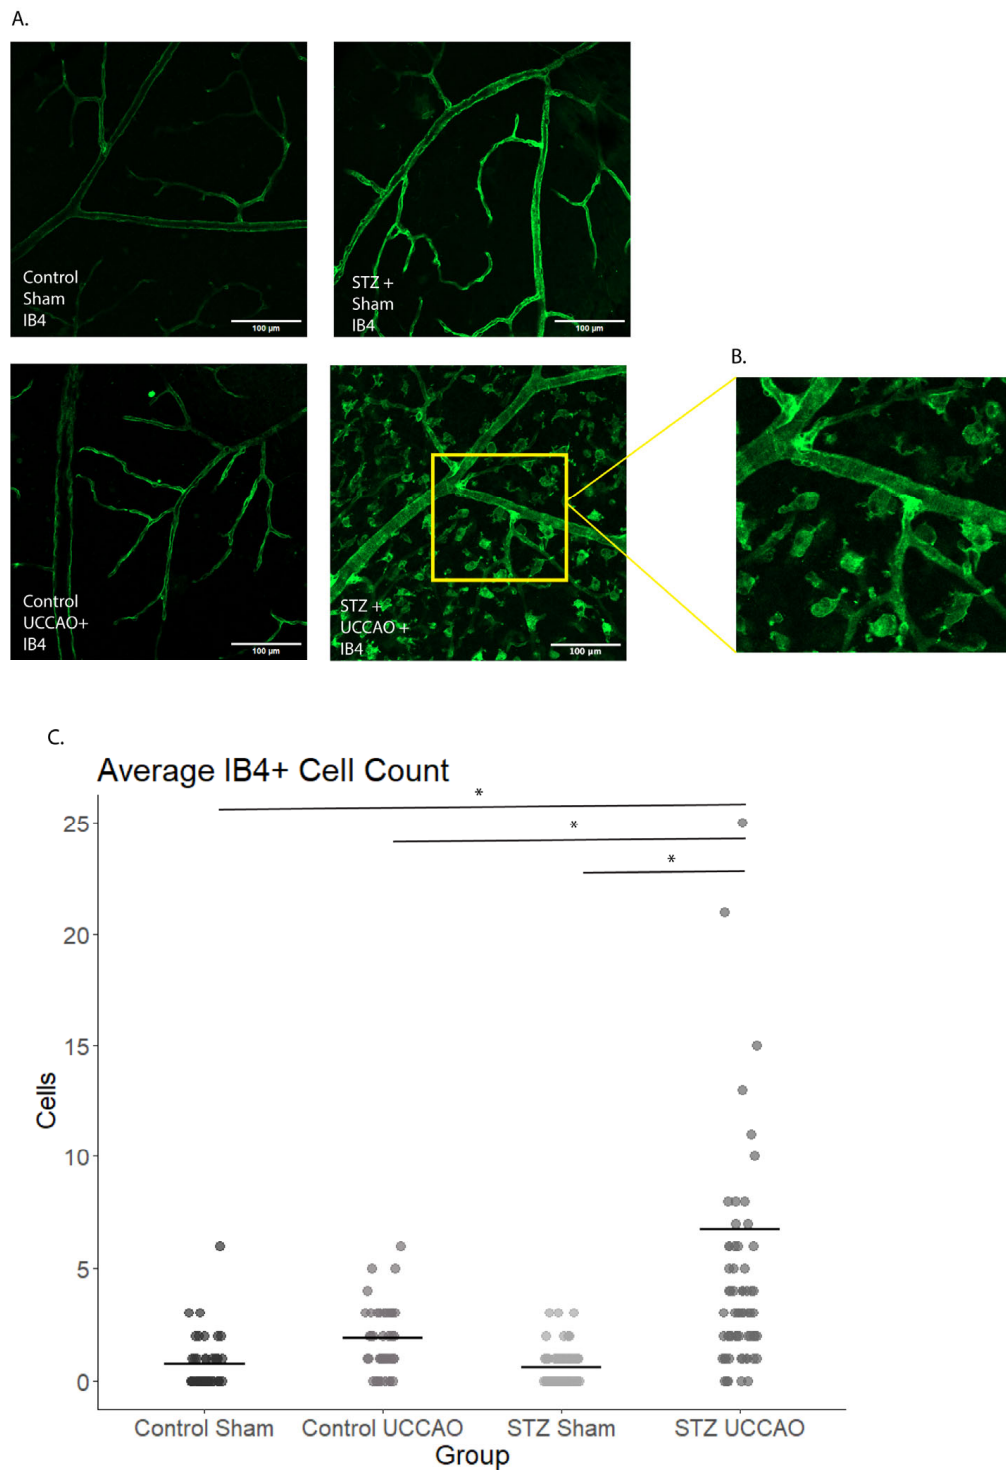 A.
Control
Sham
IB4
100 µm
STZ +
Sham
IB4
100 µm
Control
UCCAO+
IB4
100 µm
STZ +
UCCAO +
IB4
100 µm
B.
C.
Average IB4+ Cell Count
*
*
*
25
20
15
10
5
0
Cells
Control Sham
Control UCCAO
STZ Sham
STZ UCCAO
Group